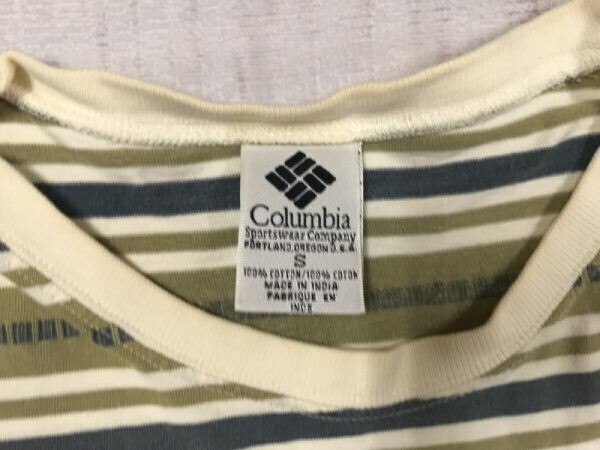 Columbia
Sportswear Company
PORTLAND, OREGON U.S.A.
S
100% COTTON/100% COTON
MADE IN INDIA
FABRIQUE EN
INDE